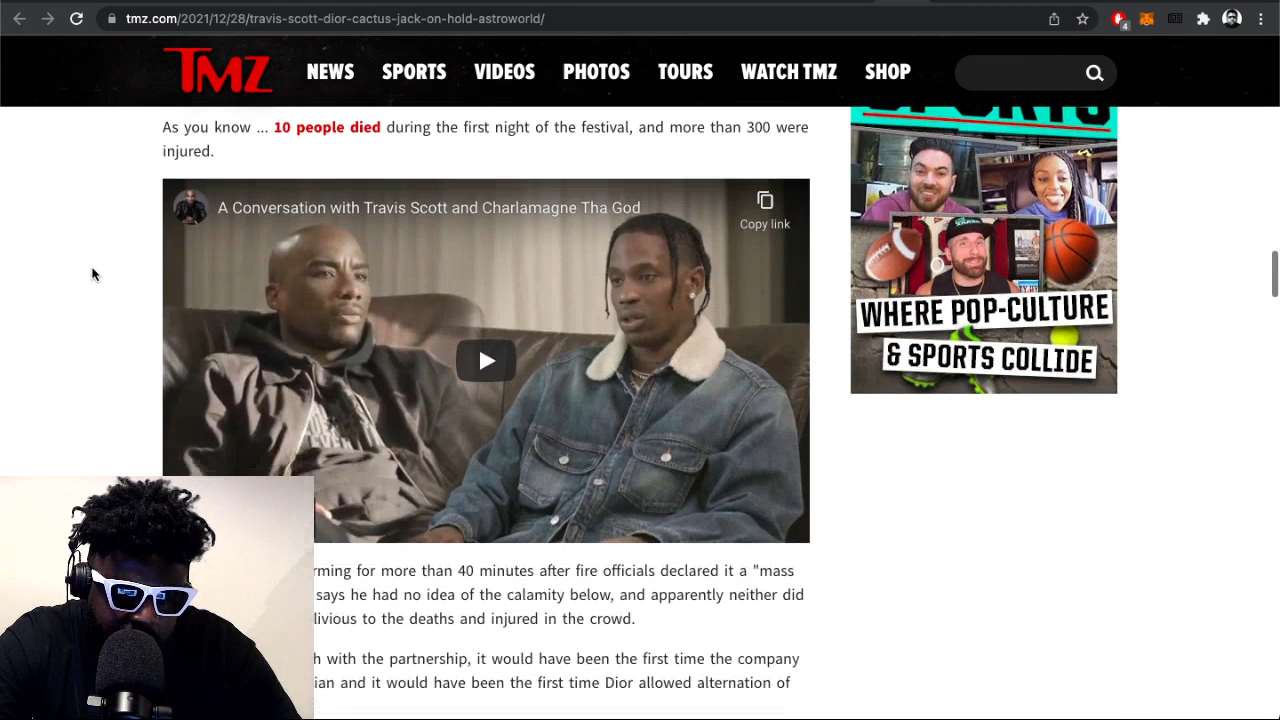 tmz.com/2021/12/28/travis-scott-dior-cactus-jack-on-hold-astroworld/
4
TMZ NEWS SPORTS VIDEOS PHOTOS TOURS WATCH TMZ SHOP
As you know ... 10 people died during the first night of the festival, and more than 300 were
injured.
A Conversation with Travis Scott and Charlamagne Tha God
Copy link
WHERE POP-CULTURE
& SPORTS COLLIDE
rming for more than 40 minutes after fire officials declared it a "mass
says he had no idea of the calamity below, and apparently neither did
livious to the deaths and injured in the crowd.
h with the partnership, it would have been the first time the company
ian and it would have been the first time Dior allowed alternation of